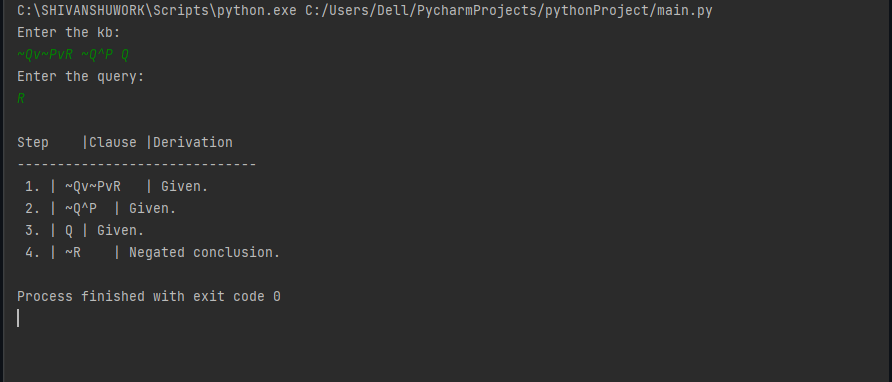 C:\SHIVANSHUWORK\Scripts\python.exe C:/Users/Dell/PycharmProjects/pythonProject/main.py
Enter the kb:
~Qv~PvR ~Q^P Q
Enter the query:
R
Step    |Clause |Derivation
------------------------------
 1. | ~Qv~PvR   | Given.
 2. | ~Q^P  | Given.
 3. | Q | Given.
 4. | ~R    | Negated conclusion.
Process finished with exit code 0